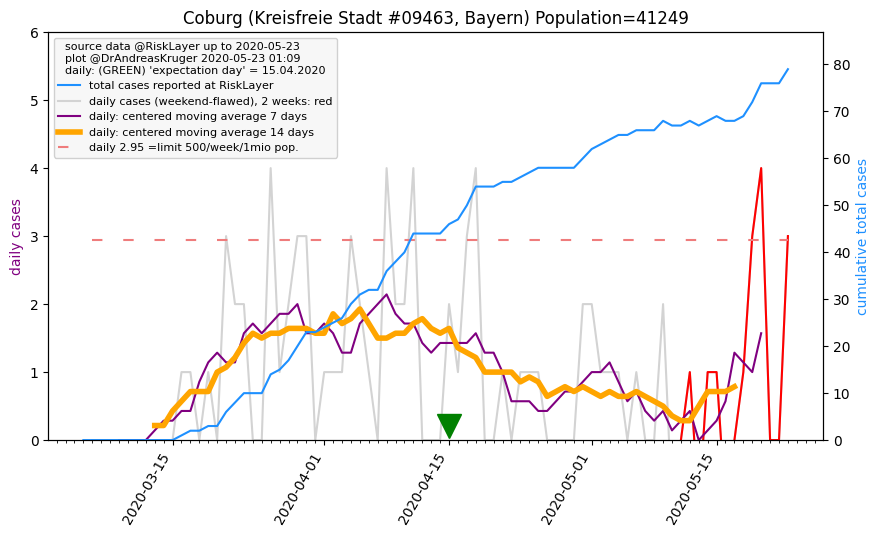 Coburg (Kreisfreie Stadt #09463, Bayern) Population=41249
source data @RiskLayer up to 2020-05-23
plot @DrAndreasKruger 2020-05-23 01:09
daily: (GREEN) 'expectation day' = 15.04.2020
total cases reported at RiskLayer
daily cases (weekend-flawed), 2 weeks: red
daily: centered moving average 7 days
daily: centered moving average 14 days
daily 2.95 =limit 500/week/1mio pop.
daily cases
6
5
4
3
2
1
0
cumulative total cases
80
70
60
50
40
30
20
10
0
2020-03-15
2020-04-01
2020-04-15
2020-05-01
2020-05-15